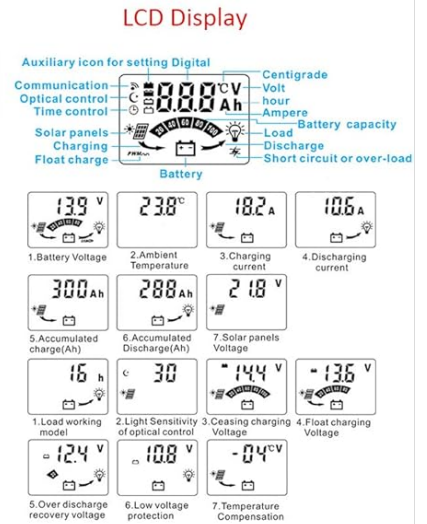 LCD Display
Auxiliary icon for setting Digital
Communication
Optical control
Time control
Solar panels
Charging
Float charge
Centigrade
Volt
hour
Ampere
Battery capacity
Load
Discharge
Short circuit or over-load
Battery
8.8.8 °C V Ah
20 40 60 80 100
13.9 V
1.Battery Voltage
23.8 °C
2.Ambient
Temperature
18.2 A
3.Charging
current
10.6 A
4.Discharging
current
300 Ah
5.Accumulated
charge(Ah)
288 Ah
6.Accumulated
Discharge(Ah)
21.8 V
7.Solar panels
Voltage
16 h
1.Load working
model
30
2.Light Sensitivity
of optical control
14.4 V
3.Ceasing charging
Voltage
13.6 V
4.Float charging
Voltage
12.4 V
5.Over discharge
recovery voltage
10.8 V
6.Low voltage
protection
-04 °C V
7.Temperature
Compensation